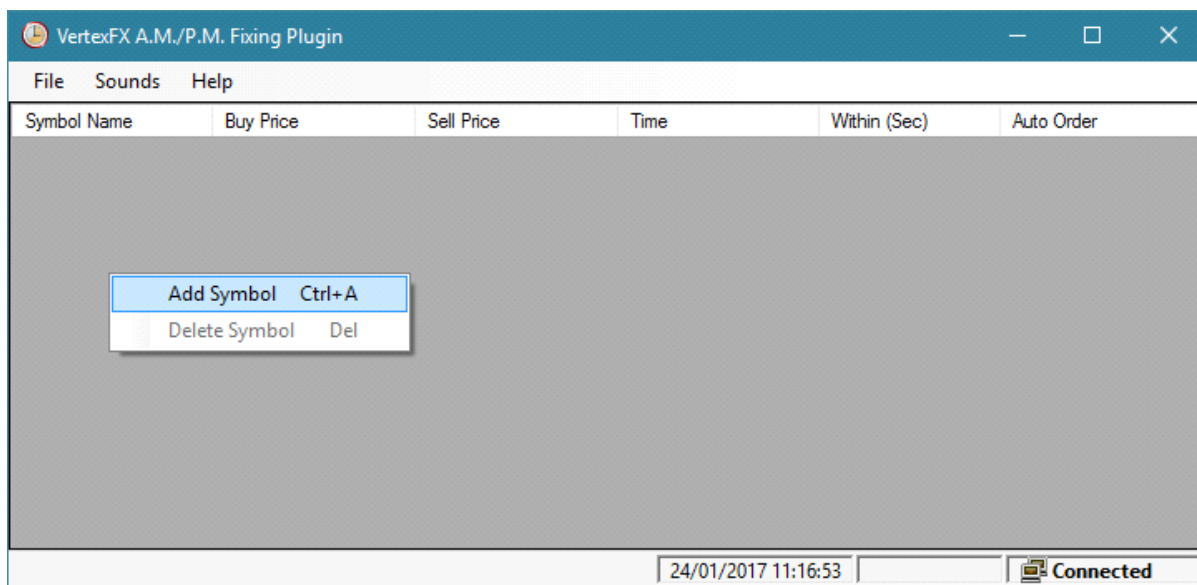 VertexFX A.M./P.M. Fixing Plugin
File Sounds Help
Symbol Name Buy Price Sell Price Time Within (Sec) Auto Order
Add Symbol Ctrl+A
Delete Symbol Del
24/01/2017 11:16:53 Connected